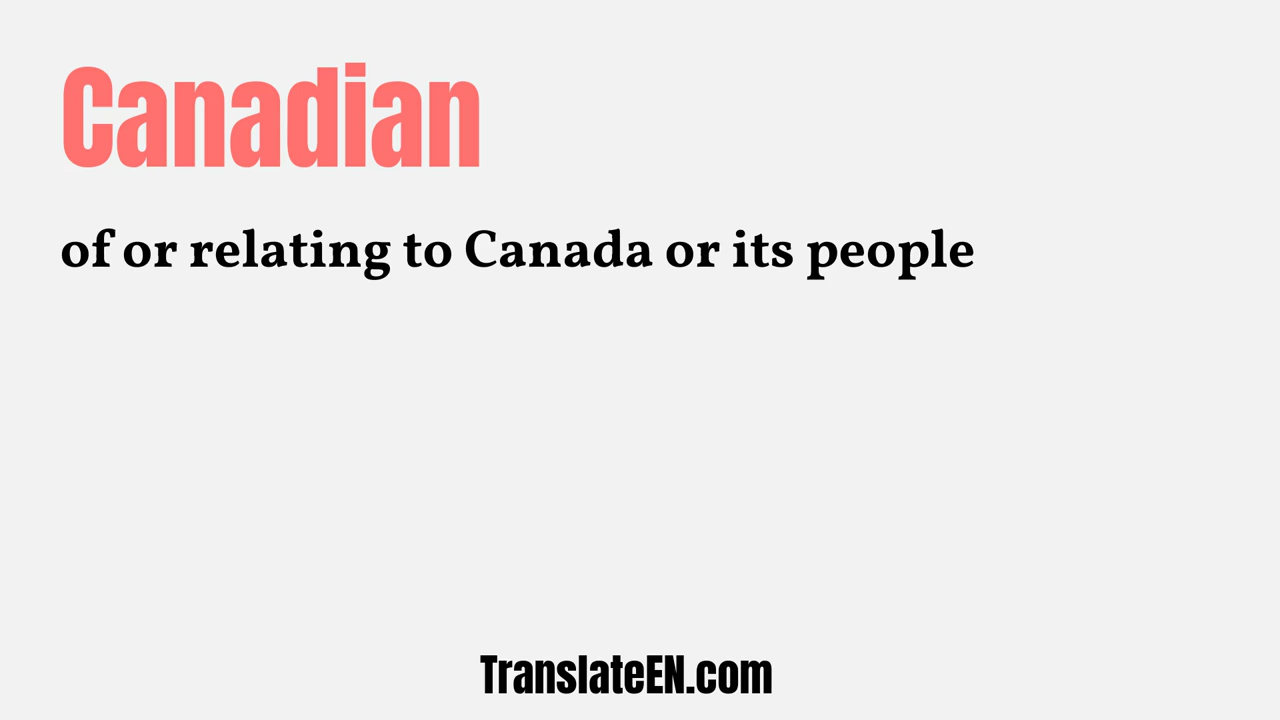 Canadian
of or relating to Canada or its people
TranslateEN.com